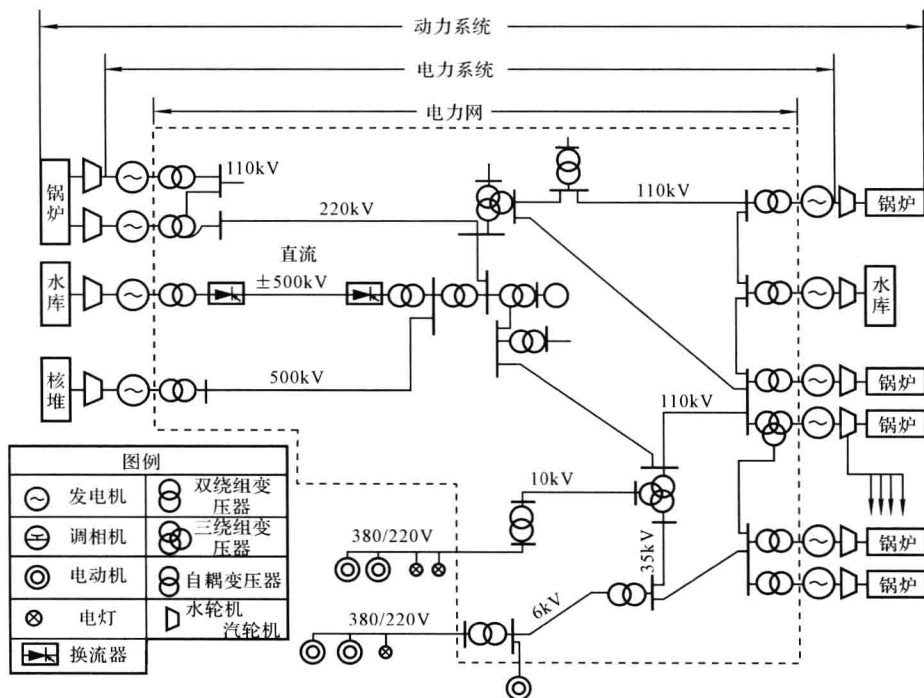 动力系统
电力系统
电力网
锅炉
110kV
220kV
110kV
锅炉
水库
直流
±500kV
水库
核堆
500kV
锅炉
110kV
锅炉
图例
发电机
双绕组变
压器
调相机
三绕组变
压器
电动机
自耦变压器
电灯
水轮机
汽轮机
换流器
10kV
380/220V
35kV
锅炉
6kV
锅炉
380/220V